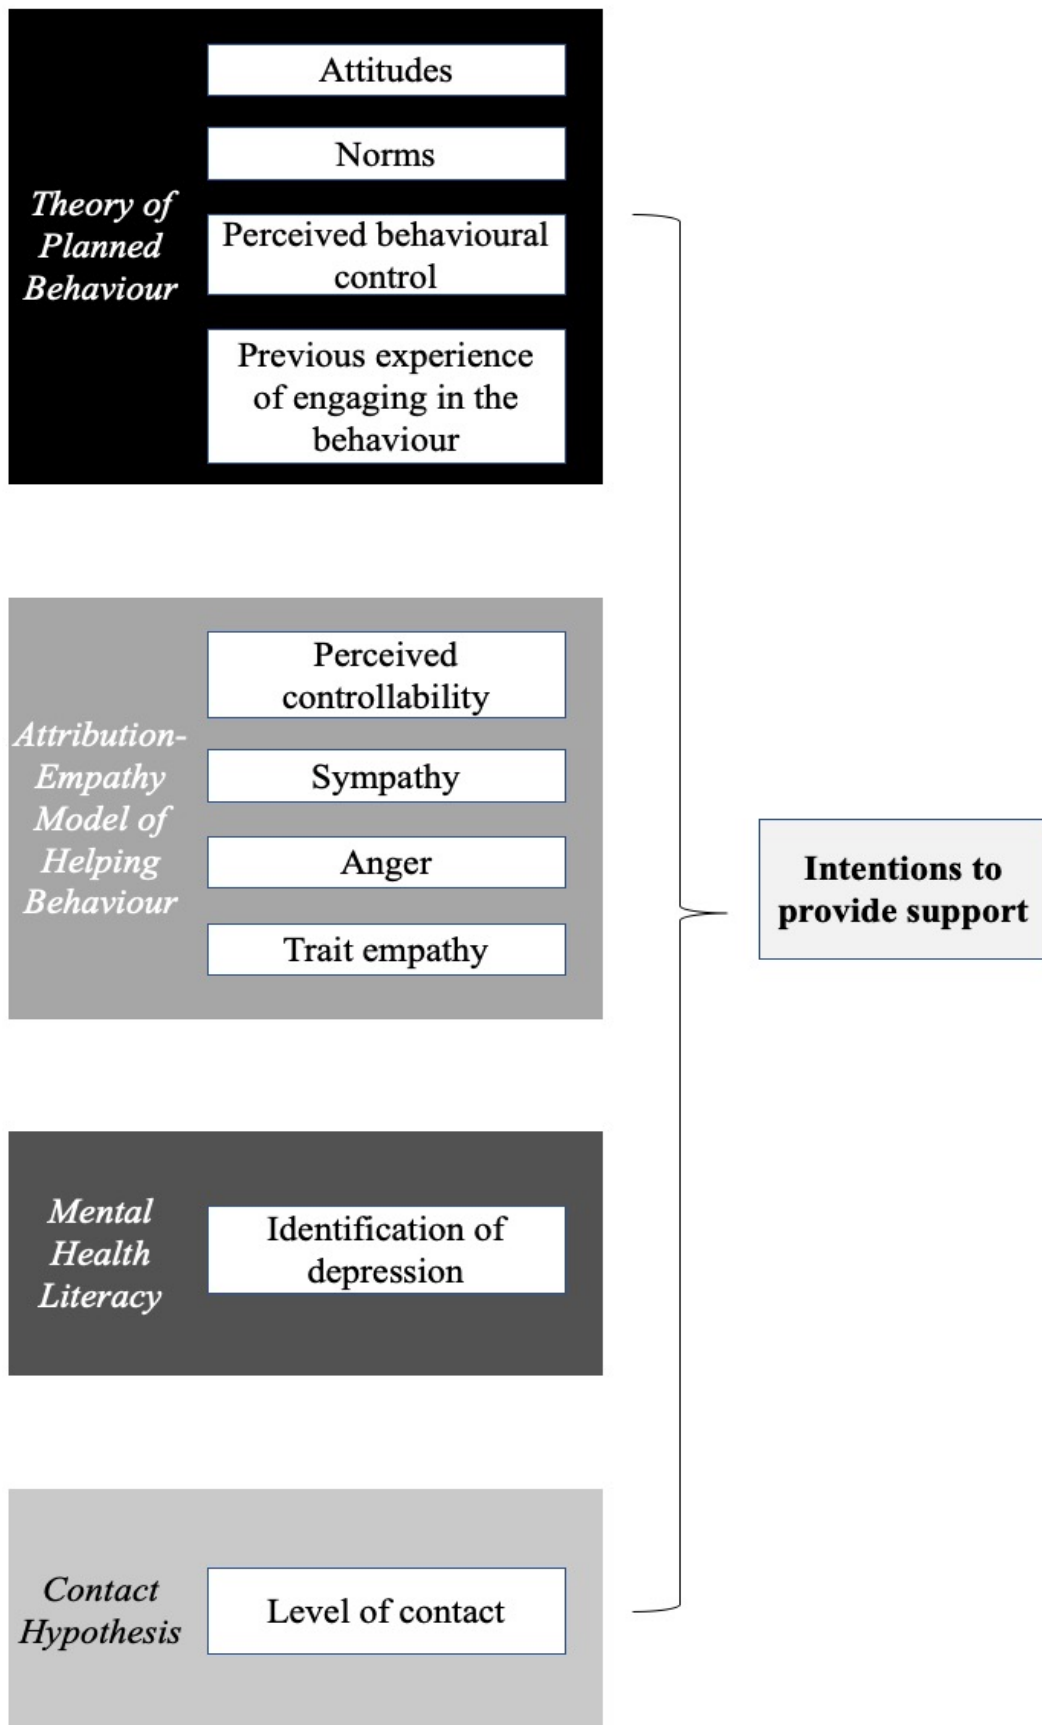 Theory of
Planned
Behaviour
Attitudes
Norms
Perceived behavioural
control
Previous experience
of engaging in the
behaviour
Attribution-
Empathy
Model of
Helping
Behaviour
Perceived
controllability
Sympathy
Anger
Trait empathy
Mental
Health
Literacy
Identification of
depression
Contact
Hypothesis
Level of contact
Intentions to
provide support